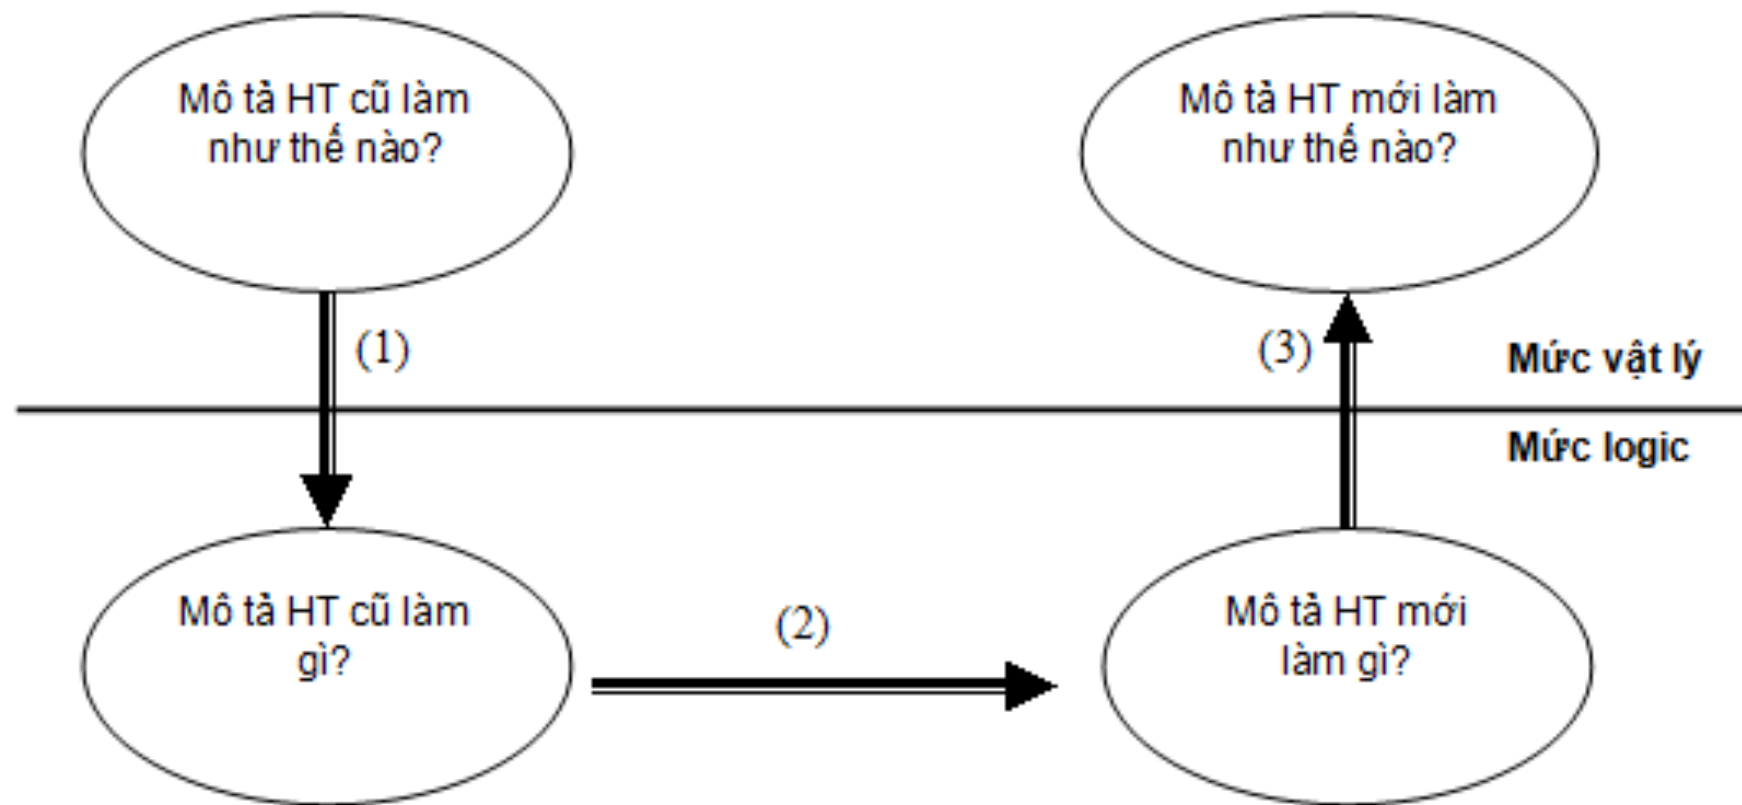 Mô tả HT cũ làm
như thế nào?
Mô tả HT mới làm
như thế nào?
(1)
(3)
Mức vật lý
Mức logic
Mô tả HT cũ làm
gì?
(2)
Mô tả HT mới
làm gì?